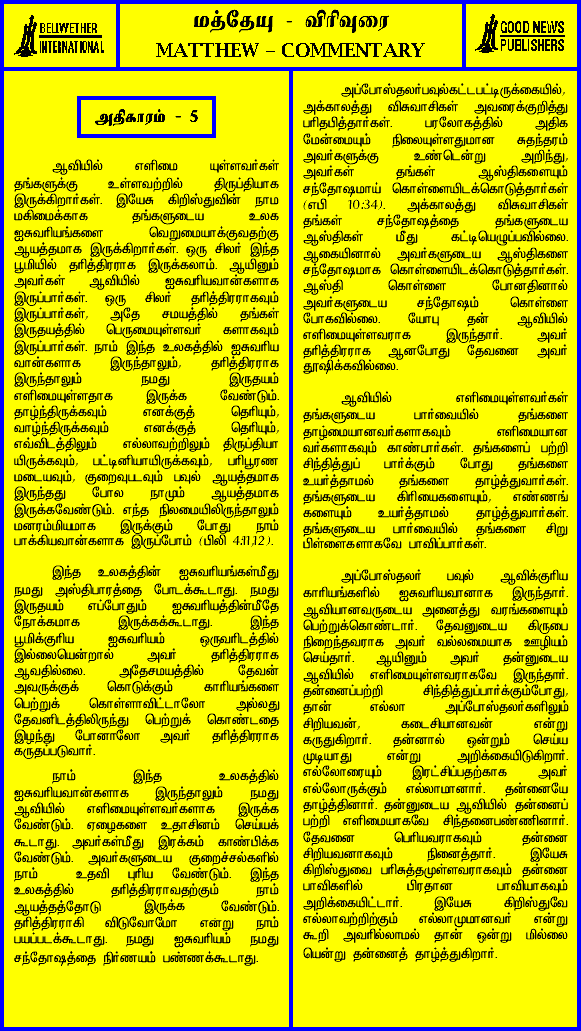 BELLWETHER
INTERNATIONAL
மத்தேயு - விரிவுரை
MATTHEW – COMMENTARY
GOOD NEWS
PUBLISHERS
அதிகாரம் - 5
ஆவியில் எளிமை யுள்ளவர்கள்
தங்களுக்கு உள்ளவற்றில் திருப்தியாக
இருக்கிறார்கள். இயேசு கிறிஸ்துவின் நாம
மகிமைக்காக தங்களுடைய உலக
ஐசுவரியங்களை வெறுமையாக்குவதற்கு
ஆயத்தமாக இருக்கிறார்கள். ஒரு சிலர் இந்த
பூமியில் தரித்திரராக இருக்கலாம். ஆயினும்
அவர்கள் ஆவியில் ஐசுவரியவான்களாக
இருப்பார்கள். ஒரு சிலர் தரித்திரராகவும்
இருப்பார்கள், அதே சமயத்தில் தங்கள்
இருதயத்தில் பெருமையுள்ளவர் களாகவும்
இருப்பார்கள். நாம் இந்த உலகத்தில் ஐசுவரிய
வான்களாக இருந்தாலும், தரித்திரராக
இருந்தாலும் நமது இருதயம்
எளிமையுள்ளதாக இருக்க வேண்டும்.
தாழ்ந்திருக்கவும் எனக்குத் தெரியும்,
வாழ்ந்திருக்கவும் எனக்குத் தெரியும்,
எவ்விடத்திலும் எல்லாவற்றிலும் திருப்தியா
யிருக்கவும், பட்டினியாயிருக்கவும், பரிபூரண
மடையவும், குறைவுபடவும் பவுல் ஆயத்தமாக
இருந்தது போல நாமும் ஆயத்தமாக
இருக்கவேண்டும். எந்த நிலமையிலிருந்தாலும்
மனரம்மியமாக இருக்கும் போது நாம்
பாக்கியவான்களாக இருப்போம் (பிலி 4:11,12).
இந்த உலகத்தின் ஐசுவரியங்கள்மீது
நமது அஸ்திபாரத்தை போடக்கூடாது. நமது
இருதயம் எப்போதும் ஐசுவரியத்தின்மீதே
நோக்கமாக இருக்கக்கூடாது. இந்த
பூமிக்குரிய ஐசுவரியம் ஒருவரிடத்தில்
இல்லையென்றால் அவர் தரித்திரராக
ஆவதில்லை. அதேசமயத்தில் தேவன்
அவருக்குக் கொடுக்கும் காரியங்களை
பெற்றுக் கொள்ளாவிட்டாலோ அல்லது
தேவனிடத்திலிருந்து பெற்றுக் கொண்டதை
இழந்து போனாலோ அவர் தரித்திரராக
கருதப்படுவார்.
நாம் இந்த உலகத்தில்
ஐசுவரியவான்களாக இருந்தாலும் நமது
ஆவியில் எளிமையுள்ளவர்களாக இருக்க
வேண்டும். ஏழைகளை உதாசினம் செய்யக்
கூடாது. அவர்கள்மீது இரக்கம் காண்பிக்க
வேண்டும். அவர்களுடைய குறைச்சல்களில்
நாம் உதவி புரிய வேண்டும். இந்த
உலகத்தில் தரித்திரராவதற்கும் நாம்
ஆயத்தத்தோடு இருக்க வேண்டும்.
தரித்திரராகி விடுவோமோ என்று நாம்
பயப்படக்கூடாது. நமது ஐசுவரியம் நமது
சந்தோஷத்தை நிர்ணயம் பண்ணக்கூடாது.
அப்போஸ்தலர்பவுல்கட்டபட்டிருக்கையில்,
அக்காலத்து விசுவாசிகள் அவரைக்குறித்து
பரிதபித்தார்கள். பரலோகத்தில் அதிக
மேன்மையும் நிலையுள்ளதுமான சுதந்தரம்
அவர்களுக்கு உண்டென்று அறிந்து,
அவர்கள் தங்கள் ஆஸ்திகளையும்
சந்தோஷமாய் கொள்ளையிடக்கொடுத்தார்கள்
(எபி 10:34). அக்காலத்து விசுவாசிகள்
தங்கள் சந்தோஷத்தை தங்களுடைய
ஆஸ்திகள் மீது கட்டியெழுப்பவில்லை.
ஆகையினால் அவர்களுடைய ஆஸ்திகளை
சந்தோஷமாக கொள்ளையிடக்கொடுத்தார்கள்.
ஆஸ்தி கொள்ளை போனதினால்
அவர்களுடைய சந்தோஷம் கொள்ளை
போகவில்லை. யோபு தன் ஆவியில்
எளிமையுள்ளவராக இருந்தார். அவர்
தரித்திரராக ஆனபோது தேவனை அவர்
தூஷிக்கவில்லை.
ஆவியில் எளிமையுள்ளவர்கள்
தங்களுடைய பார்வையில் தங்களை
தாழ்மையானவர்களாகவும் எளிமையான
வர்களாகவும் காண்பார்கள். தங்களைப் பற்றி
சிந்தித்துப் பார்க்கும் போது தங்களை
உயர்த்தாமல் தங்களை தாழ்த்துவார்கள்.
தங்களுடைய கிரியைகளையும், எண்ணங்
களையும் உயர்த்தாமல் தாழ்த்துவார்கள்.
தங்களுடைய பார்வையில் தங்களை சிறு
பிள்ளைகளாகவே பாவிப்பார்கள்.
அப்போஸ்தலர் பவுல் ஆவிக்குரிய
காரியங்களில் ஐசுவரியவானாக இருந்தார்.
ஆவியானவருடைய அனைத்து வரங்களையும்
பெற்றுக்கொண்டார். தேவனுடைய கிருபை
நிறைந்தவராக அவர் வல்லமையாக ஊழியம்
செய்தார். ஆயினும் அவர் தன்னுடைய
ஆவியில் எளிமையுள்ளவராகவே இருந்தார்.
தன்னைப்பற்றி சிந்தித்துப்பார்க்கும்போது,
தான் எல்லா அப்போஸ்தலர்களிலும்
சிறியவன், கடைசியானவன் என்று
கருதுகிறார். தன்னால் ஒன்றும் செய்ய
முடியாது என்று அறிக்கையிடுகிறார்.
எல்லோரையும் இரட்சிப்பதற்காக அவர்
எல்லோருக்கும் எல்லாமானார். தன்னையே
தாழ்த்தினார். தன்னுடைய ஆவியில் தன்னைப்
பற்றி எளிமையாகவே சிந்தனைபண்ணினார்.
தேவனை பெரியவராகவும் தன்னை
சிறியவனாகவும் நினைத்தார். இயேசு
கிறிஸ்துவை பரிசுத்தமுள்ளவராகவும் தன்னை
பாவிகளில் பிரதான பாவியாகவும்
அறிக்கையிட்டார். இயேசு கிறிஸ்துவே
எல்லாவற்றிற்கும் எல்லாமுமானவர் என்று
கூறி அவரில்லாமல் தான் ஒன்று மில்லை
யென்று தன்னைத் தாழ்த்துகிறார்.